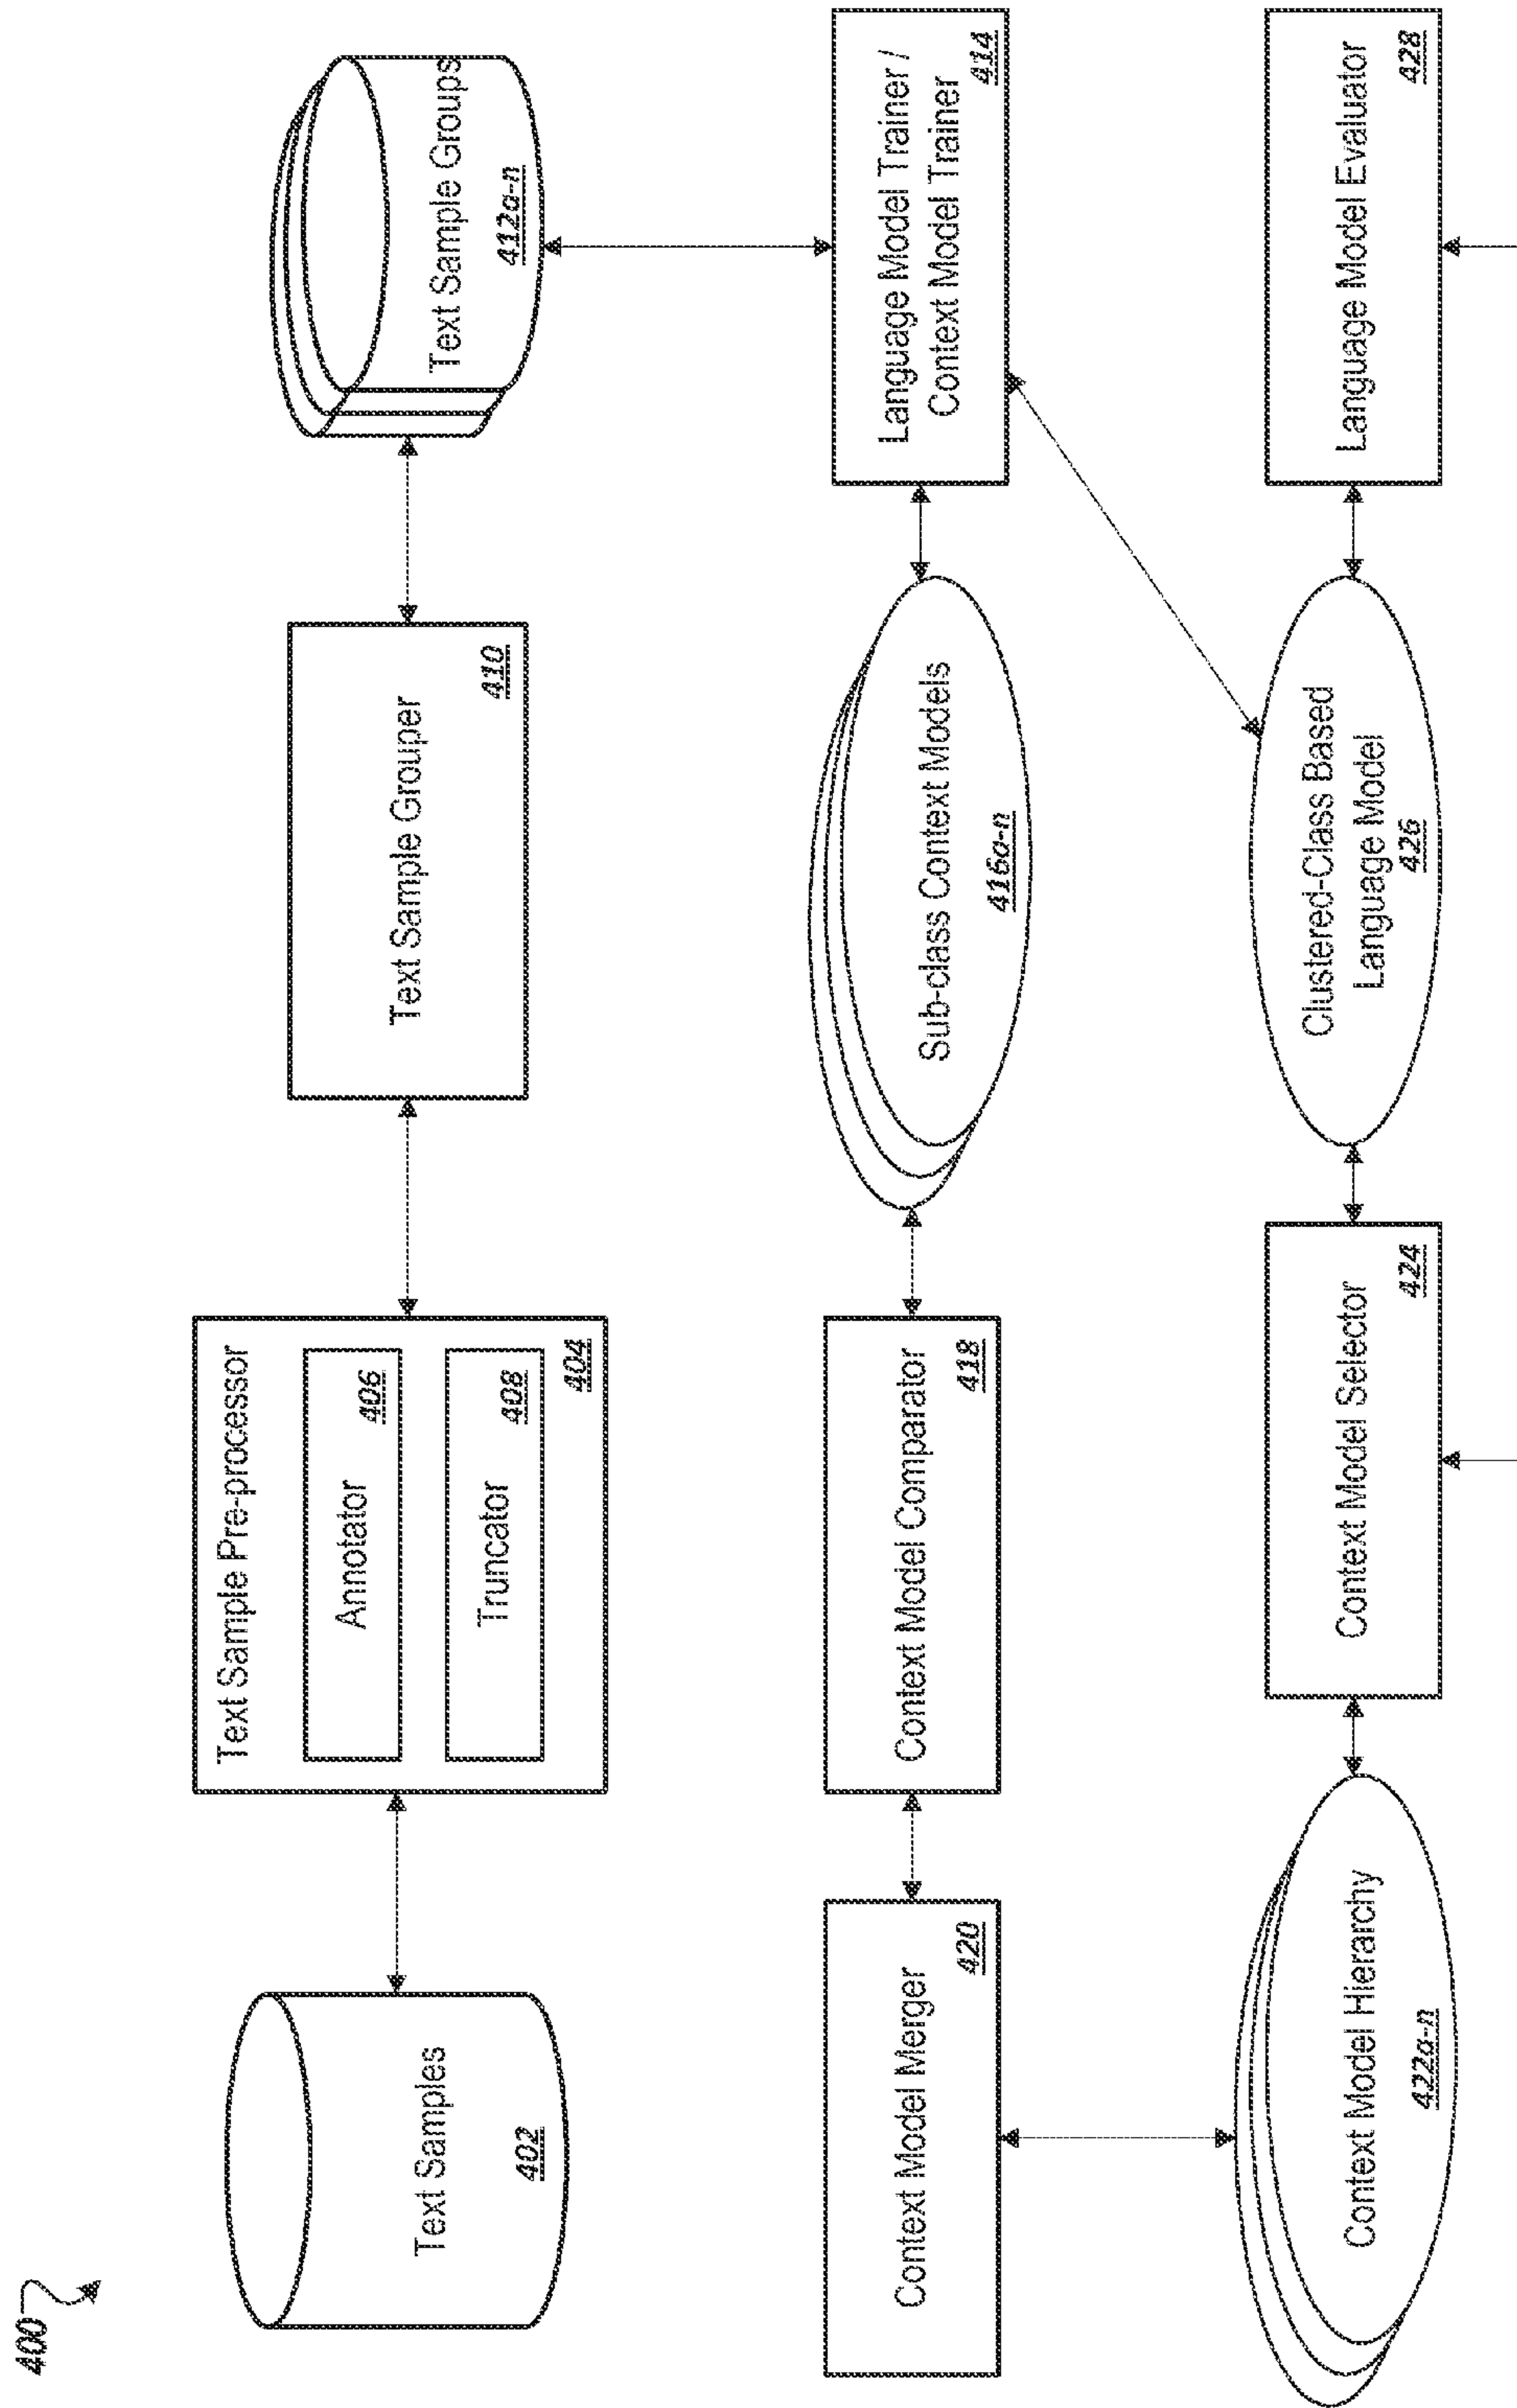 400
Text Samples
402
Text Sample Pre-processor
Annotator
406
Truncator
408
404
Text Sample Grouper
410
Text Sample Groups
412a-n
Context Model Merger
420
Context Model Comparator
418
Sub-class Context Models
416a-n
Language Model Trainer /
Context Model Trainer
414
Context Model Hierarchy
422a-n
Context Model Selector
424
Clustered-Class Based
Language Model
426
Language Model Evaluator
428